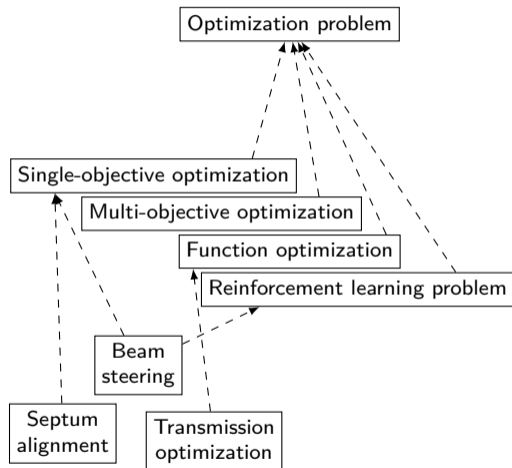 Optimization problem
Single-objective optimization
Multi-objective optimization
Function optimization
Reinforcement learning problem
Beam
steering
Septum
alignment
Transmission
optimization